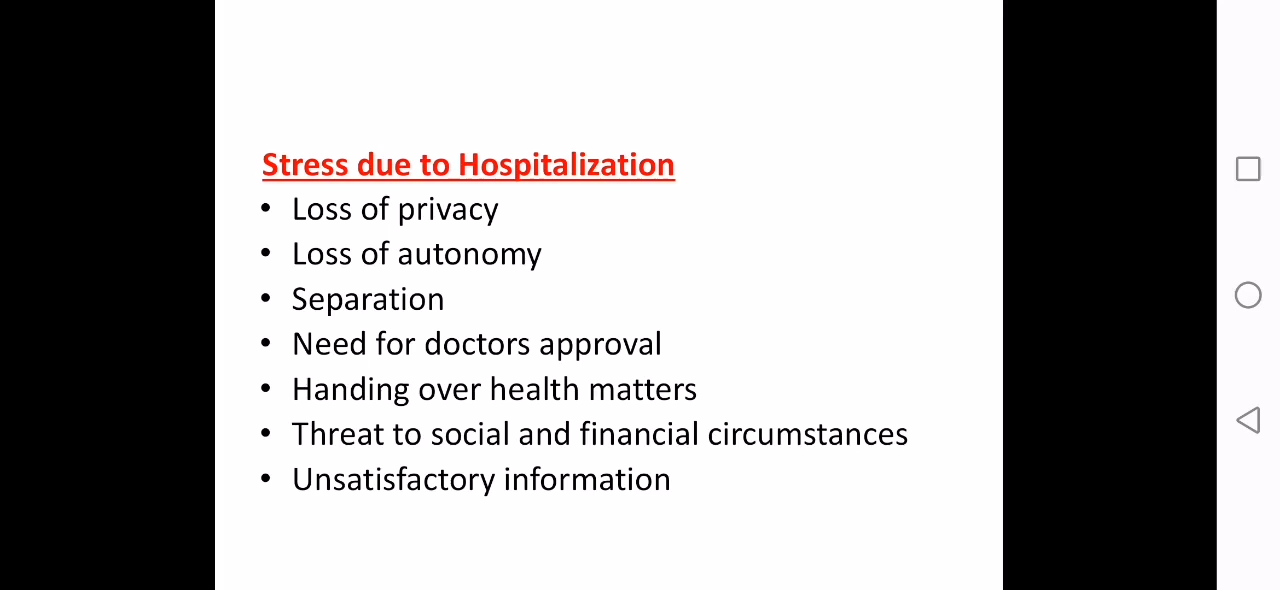 Stress due to Hospitalization
• Loss of privacy
• Loss of autonomy
• Separation
• Need for doctors approval
• Handing over health matters
• Threat to social and financial circumstances
• Unsatisfactory information